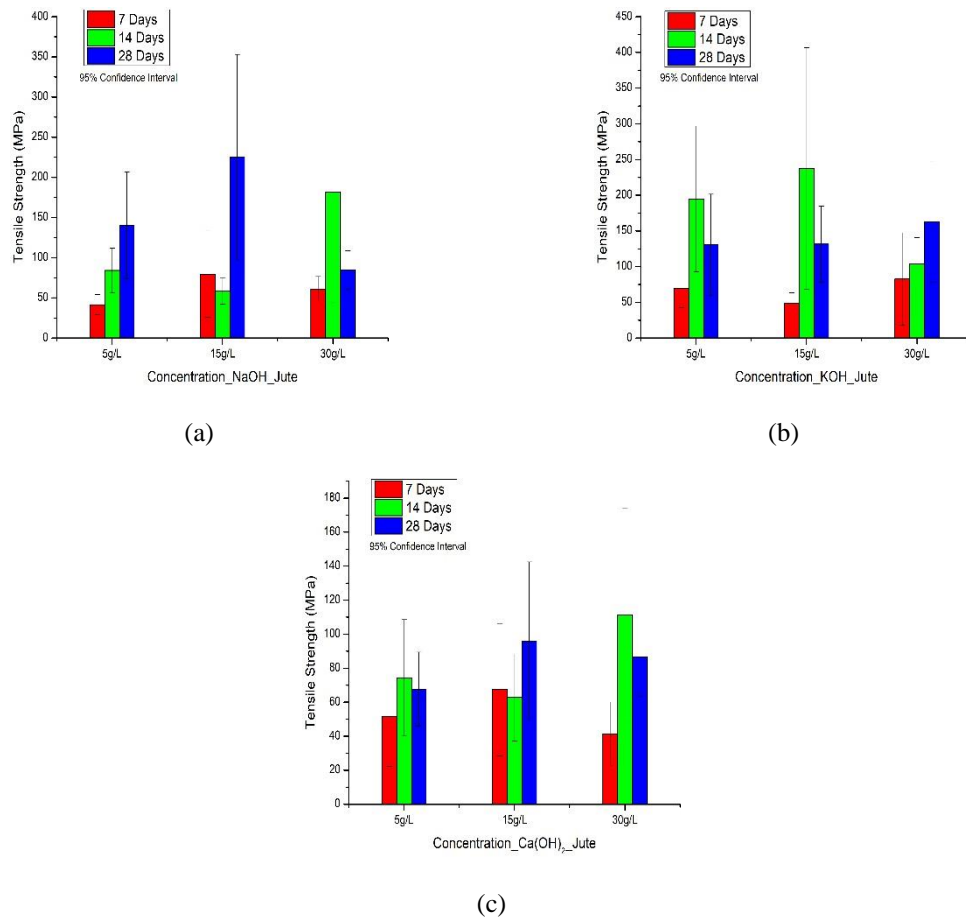 400
350
300
250
200
150
100
50
0
Tensile Strength (MPa)
7 Days
14 Days
28 Days
95% Confidence Interval
5g/L 15g/L 30g/L
Concentration_NaOH_Jute
(a)
450
400
350
300
250
200
150
100
50
0
Tensile Strength (MPa)
7 Days
14 Days
28 Days
95% Confidence Interval
5g/L 15g/L 30g/L
Concentration_KOH_Jute
(b)
180
160
140
120
100
80
60
40
20
0
Tensile Strength (MPa)
7 Days
14 Days
28 Days
95% Confidence Interval
5g/L 15g/L 30g/L
Concentration_Ca(OH)₂_Jute
(c)